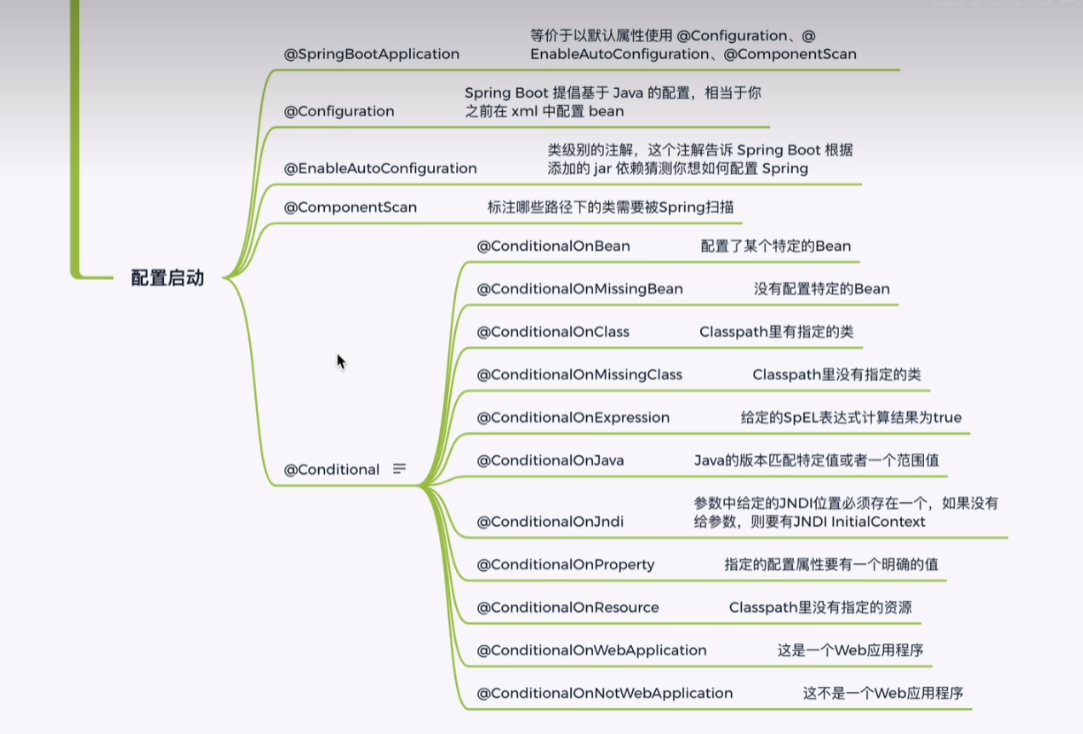 @SpringBootApplication
等价于以默认属性使用 @Configuration、@
EnableAutoConfiguration、@ComponentScan
@Configuration
Spring Boot 提倡基于 Java 的配置，相当于你
之前在 xml 中配置 bean
@EnableAutoConfiguration
类级别的注解，这个注解告诉 Spring Boot 根据
添加的 jar 依赖猜测你想如何配置 Spring
@ComponentScan
标注哪些路径下的类需要被Spring扫描
配置启动
@Conditional
@ConditionalOnBean
配置了某个特定的Bean
@ConditionalOnMissingBean
没有配置特定的Bean
@ConditionalOnClass
Classpath里有指定的类
@ConditionalOnMissingClass
Classpath里没有指定的类
@ConditionalOnExpression
给定的SpEL表达式计算结果为true
@ConditionalOnJava
Java的版本匹配特定值或者一个范围值
@ConditionalOnJndi
参数中给定的JNDI位置必须存在一个，如果没有
给参数，则要有JNDI InitialContext
@ConditionalOnProperty
指定的配置属性要有一个明确的值
@ConditionalOnResource
Classpath里没有指定的资源
@ConditionalOnWebApplication
这是一个Web应用程序
@ConditionalOnNotWebApplication
这不是一个Web应用程序